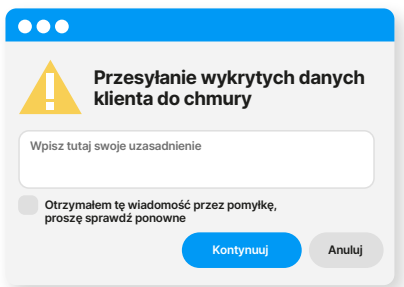 Przesyłanie wykrytych danych
klienta do chmury
Wpisz tutaj swoje uzasadnienie
Otrzymałem tę wiadomość przez pomyłkę,
proszę sprawdź ponowne
Kontynuuj
Anuluj